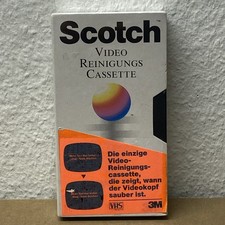 Scotch
VIDEO
REINIGUNGS
CASSETTE
Die einzige
Video-
Reinigungs-
cassette,
die zeigt, wann
der Videokopf
sauber ist.
VHS
3M